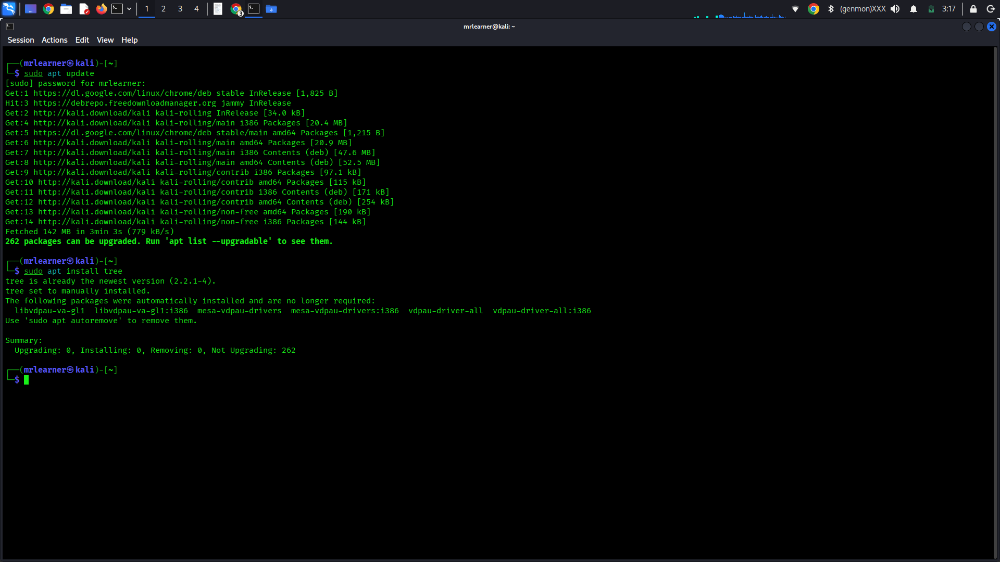 1 2 3 4 3 (genmon)XXX 3:17
mrlearner@kali: ~
Session Actions Edit View Help
┌──(mrlearner㉿kali)-[~]
└─$ sudo apt update
[sudo] password for mrlearner:
Get:1 https://dl.google.com/linux/chrome/deb stable InRelease [1,825 B]
Hit:3 https://debrepo.freedownloadmanager.org jammy InRelease
Get:2 http://kali.download/kali kali-rolling InRelease [34.0 kB]
Get:4 http://kali.download/kali kali-rolling/main i386 Packages [20.4 MB]
Get:5 https://dl.google.com/linux/chrome/deb stable/main amd64 Packages [1,215 B]
Get:6 http://kali.download/kali kali-rolling/main amd64 Packages [20.9 MB]
Get:7 http://kali.download/kali kali-rolling/main i386 Contents (deb) [47.6 MB]
Get:8 http://kali.download/kali kali-rolling/main amd64 Contents (deb) [52.5 MB]
Get:9 http://kali.download/kali kali-rolling/contrib i386 Packages [97.1 kB]
Get:10 http://kali.download/kali kali-rolling/contrib amd64 Packages [115 kB]
Get:11 http://kali.download/kali kali-rolling/contrib i386 Contents (deb) [171 kB]
Get:12 http://kali.download/kali kali-rolling/contrib amd64 Contents (deb) [254 kB]
Get:13 http://kali.download/kali kali-rolling/non-free amd64 Packages [190 kB]
Get:14 http://kali.download/kali kali-rolling/non-free i386 Packages [144 kB]
Fetched 142 MB in 3min 3s (779 kB/s)
262 packages can be upgraded. Run 'apt list --upgradable' to see them.
┌──(mrlearner㉿kali)-[~]
└─$ sudo apt install tree
tree is already the newest version (2.2.1-4).
tree set to manually installed.
The following packages were automatically installed and are no longer required:
  libvdpau-va-gl1  libvdpau-va-gl1:i386  mesa-vdpau-drivers  mesa-vdpau-drivers:i386  vdpau-driver-all  vdpau-driver-all:i386
Use 'sudo apt autoremove' to remove them.
Summary:
  Upgrading: 0, Installing: 0, Removing: 0, Not Upgrading: 262
┌──(mrlearner㉿kali)-[~]
└─$